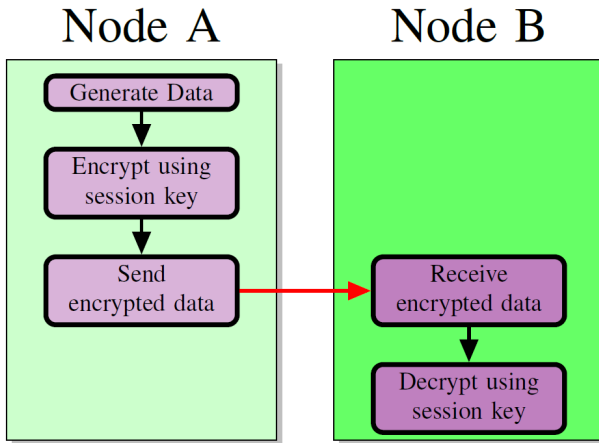 Node A
Generate Data
Encrypt using
session key
Send
encrypted data
Node B
Receive
encrypted data
Decrypt using
session key